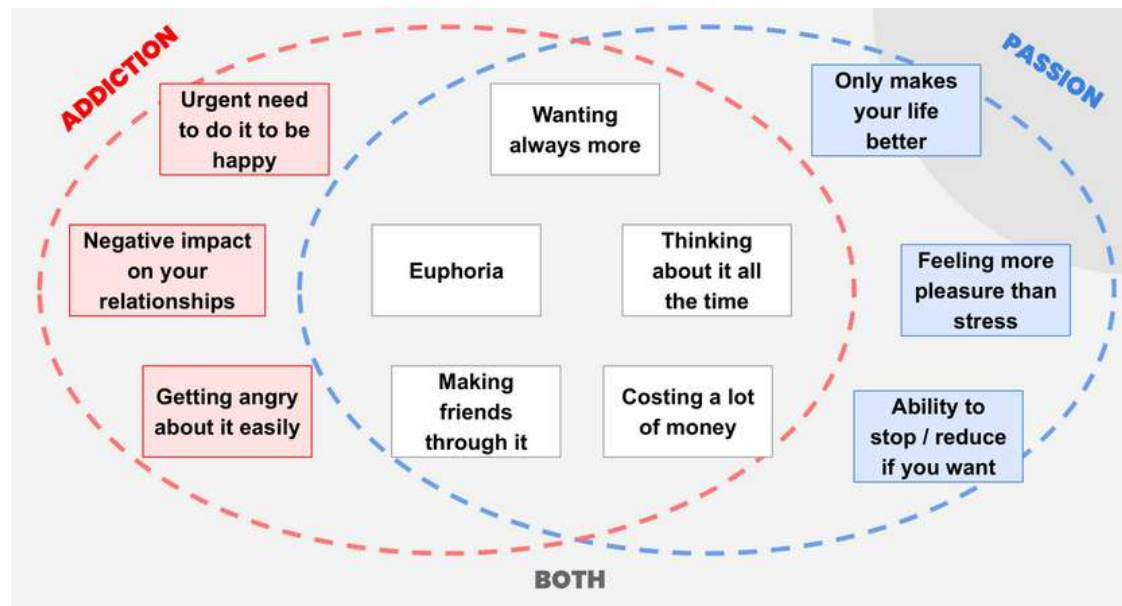 ADDICTION
Urgent need
to do it to be
happy
Negative impact
on your
relationships
Getting angry
about it easily
Wanting
always more
Euphoria
Thinking
about it all
the time
Making
friends
through it
Costing a lot
of money
BOTH
PASSION
Only makes
your life
better
Feeling more
pleasure than
stress
Ability to
stop / reduce
if you want